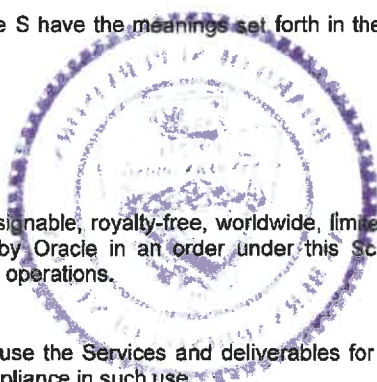 e S have the meanings set forth in the
signable, royalty-free, worldwide, limite
by Oracle in an order under this Sc
operations.
use the Services and deliverables for
pliance in such use